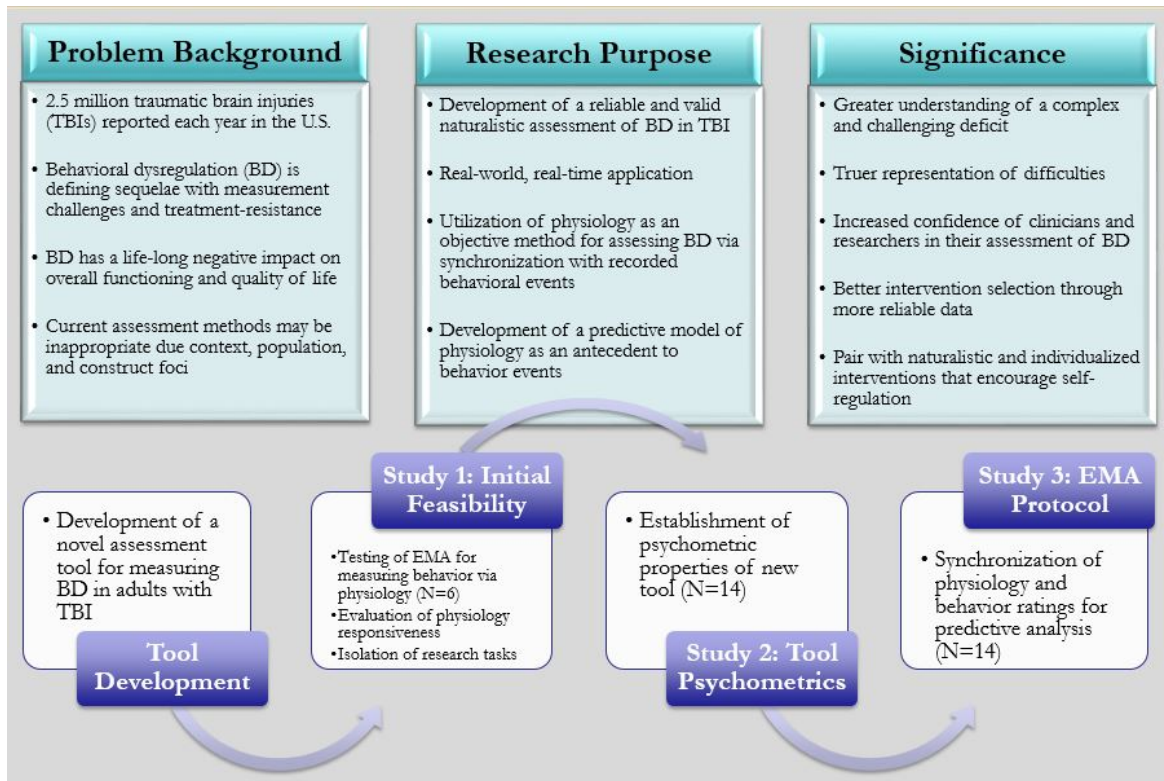 Problem Background
• 2.5 million traumatic brain injuries
(TBIs) reported each year in the U.S.
• Behavioral dysregulation (BD) is
defining sequelae with measurement
challenges and treatment-resistance
• BD has a life-long negative impact on
overall functioning and quality of life
• Current assessment methods may be
inappropriate due context, population,
and construct foci
Research Purpose
• Development of a reliable and valid
naturalistic assessment of BD in TBI
• Real-world, real-time application
• Utilization of physiology as an
objective method for assessing BD via
synchronization with recorded
behavioral events
• Development of a predictive model of
physiology as an antecedent to
behavior events
Significance
• Greater understanding of a complex
and challenging deficit
• Truer representation of difficulties
• Increased confidence of clinicians and
researchers in their assessment of BD
• Better intervention selection through
more reliable data
• Pair with naturalistic and individualized
interventions that encourage self-
regulation
• Development of a
novel assessment
tool for measuring
BD in adults with
TBI
Tool
Development
Study 1: Initial
Feasibility
•Testing of EMA for
measuring behavior via
physiology (N=6)
•Evaluation of physiology
responsiveness
•Isolation of research tasks
• Establishment of
psychometric
properties of new
tool (N=14)
Study 2: Tool
Psychometrics
Study 3: EMA
Protocol
• Synchronization of
physiology and
behavior ratings for
predictive analysis
(N=14)